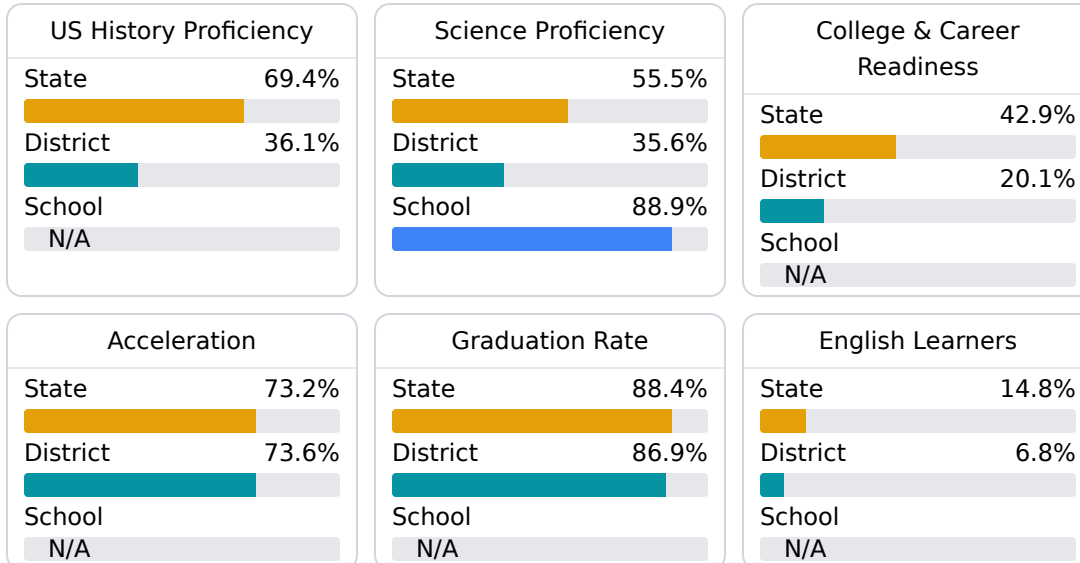 US History Proficiency
State 69.4%
District 36.1%
School
N/A
Science Proficiency
State 55.5%
District 35.6%
School 88.9%
College & Career
Readiness
State 42.9%
District 20.1%
School
N/A
Acceleration
State 73.2%
District 73.6%
School
N/A
Graduation Rate
State 88.4%
District 86.9%
School
N/A
English Learners
State 14.8%
District 6.8%
School
N/A